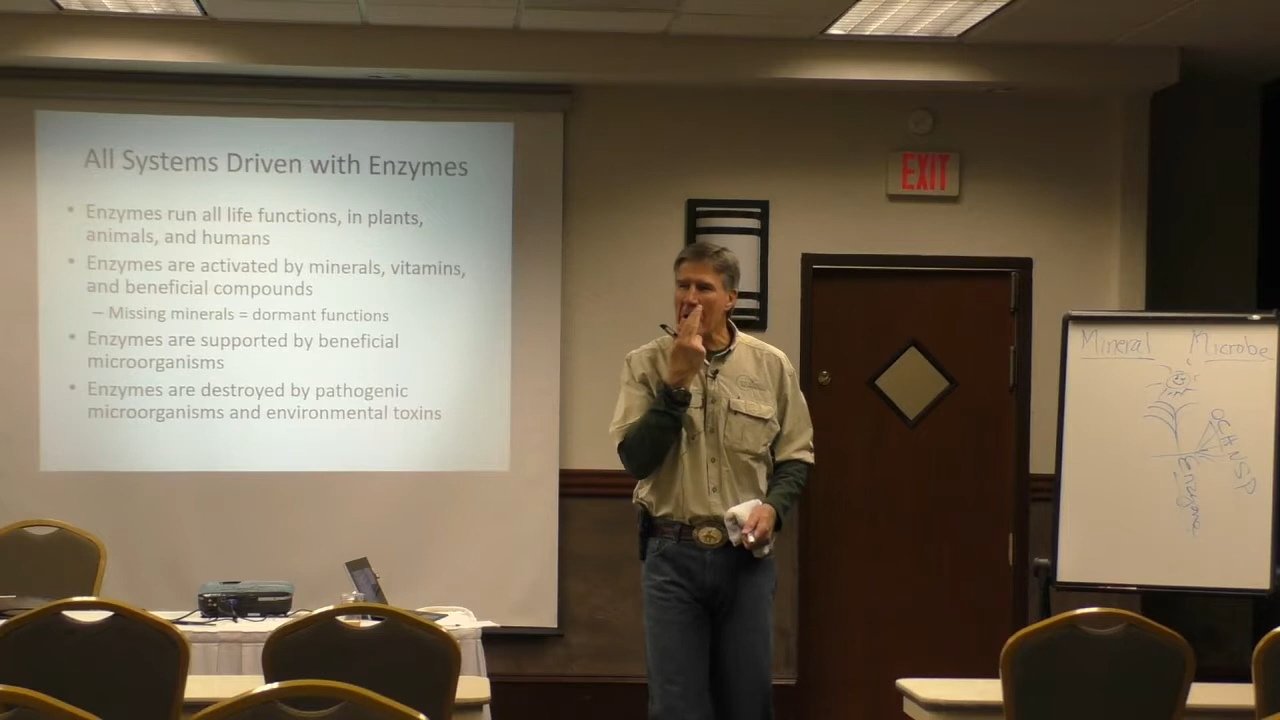 All Systems Driven with Enzymes
• Enzymes run all life functions, in plants,
animals, and humans
• Enzymes are activated by minerals, vitamins,
and beneficial compounds
– Missing minerals = dormant functions
• Enzymes are supported by beneficial
microorganisms
• Enzymes are destroyed by pathogenic
microorganisms and environmental toxins
EXIT
Mineral Microbe
OCHNSP
Enzyme